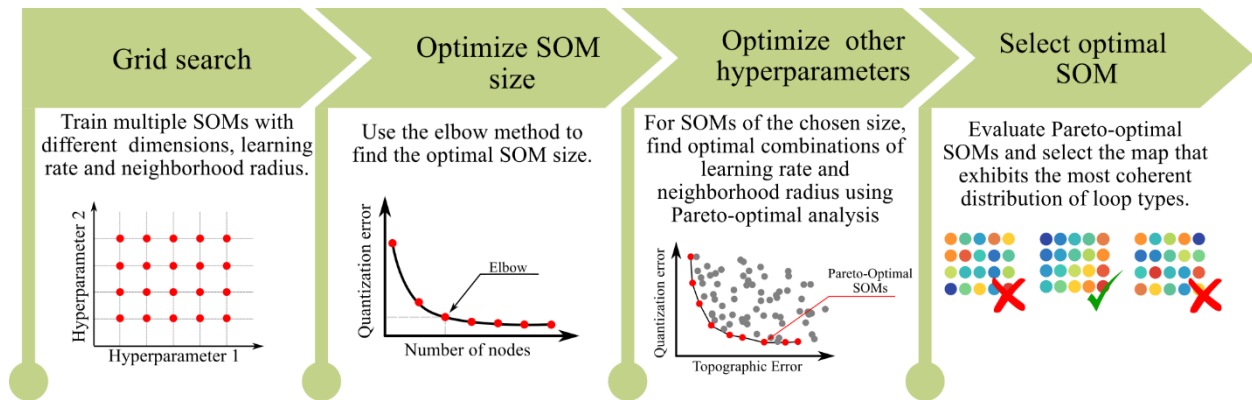 Grid search
Train multiple SOMs with
different dimensions, learning
rate and neighborhood radius.
Hyperparameter 2
Hyperparameter 1
Optimize SOM
size
Use the elbow method to
find the optimal SOM size.
Quantization error
Elbow
Number of nodes
Optimize other
hyperparameters
For SOMs of the chosen size,
find optimal combinations of
learning rate and
neighborhood radius using
Pareto-optimal analysis
Quantization error
Pareto-Optimal
SOMs
Topographic Error
Select optimal
SOM
Evaluate Pareto-optimal
SOMs and select the map that
exhibits the most coherent
distribution of loop types.